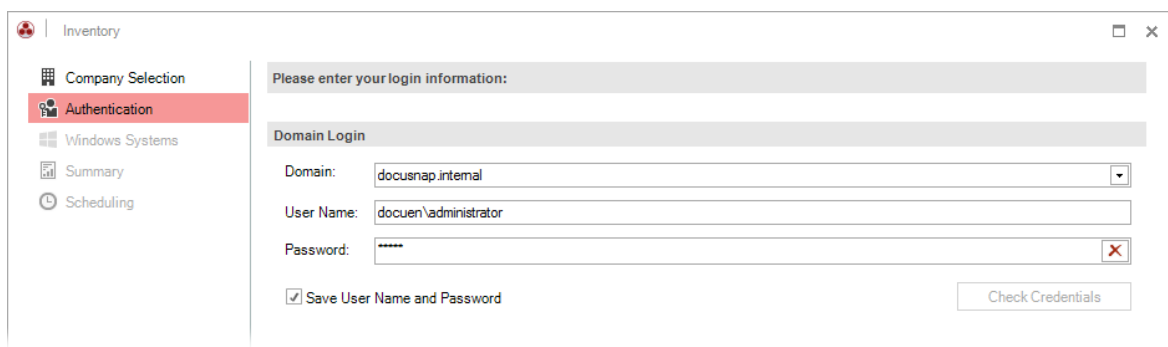 Inventory
Company Selection
Authentication
Windows Systems
Summary
Scheduling
Please enter your login information:
Domain Login
Domain: docusnap.internal
User Name: docuen\administrator
Password: *****
Save User Name and Password
Check Credentials